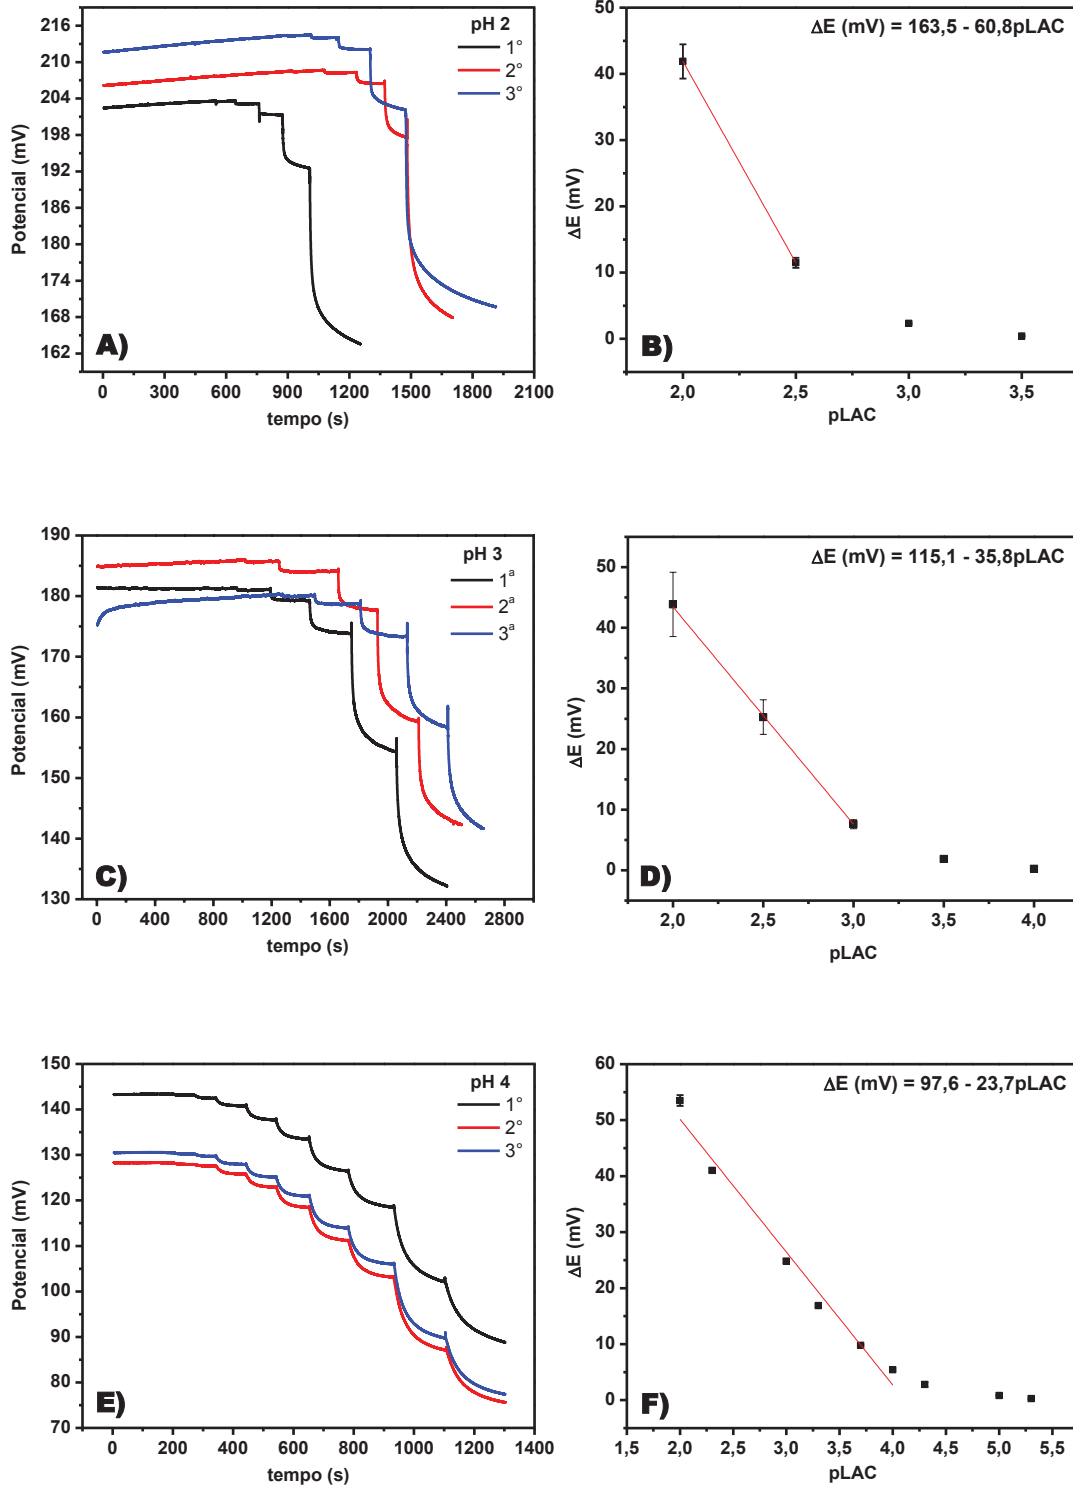 216
210
204
198
192
186
180
174
168
162
Potencial (mV)
pH 2
1°
2°
3°
A)
0 300 600 900 1200 1500 1800 2100
tempo (s)
50
40
30
20
10
0
ΔE (mV)
ΔE (mV) = 163,5 - 60,8pLAC
B)
2,0 2,5 3,0 3,5
pLAC
190
180
170
160
150
140
130
Potencial (mV)
pH 3
1ª
2ª
3ª
C)
0 400 800 1200 1600 2000 2400 2800
tempo (s)
50
40
30
20
10
0
ΔE (mV)
ΔE (mV) = 115,1 - 35,8pLAC
D)
2,0 2,5 3,0 3,5 4,0
pLAC
150
140
130
120
110
100
90
80
70
Potencial (mV)
pH 4
1°
2°
3°
E)
0 200 400 600 800 1000 1200 1400
tempo (s)
60
50
40
30
20
10
0
ΔE (mV)
ΔE (mV) = 97,6 - 23,7pLAC
F)
1,5 2,0 2,5 3,0 3,5 4,0 4,5 5,0 5,5
pLAC